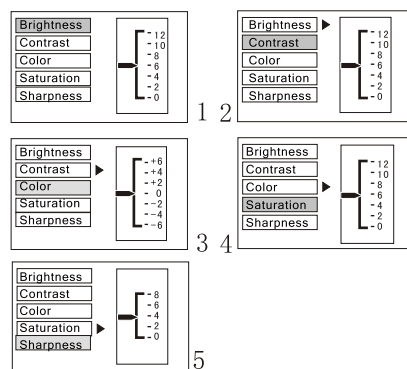 Brightness
Contrast
Color
Saturation
Sharpness
12
10
8
6
4
2
0
1
Brightness
Contrast
Color
Saturation
Sharpness
12
10
8
6
4
2
0
2
Brightness
Contrast
Color
Saturation
Sharpness
+6
+4
+2
0
-2
-4
-6
3
Brightness
Contrast
Color
Saturation
Sharpness
12
10
8
6
4
2
0
4
Brightness
Contrast
Color
Saturation
Sharpness
8
6
4
2
0
5